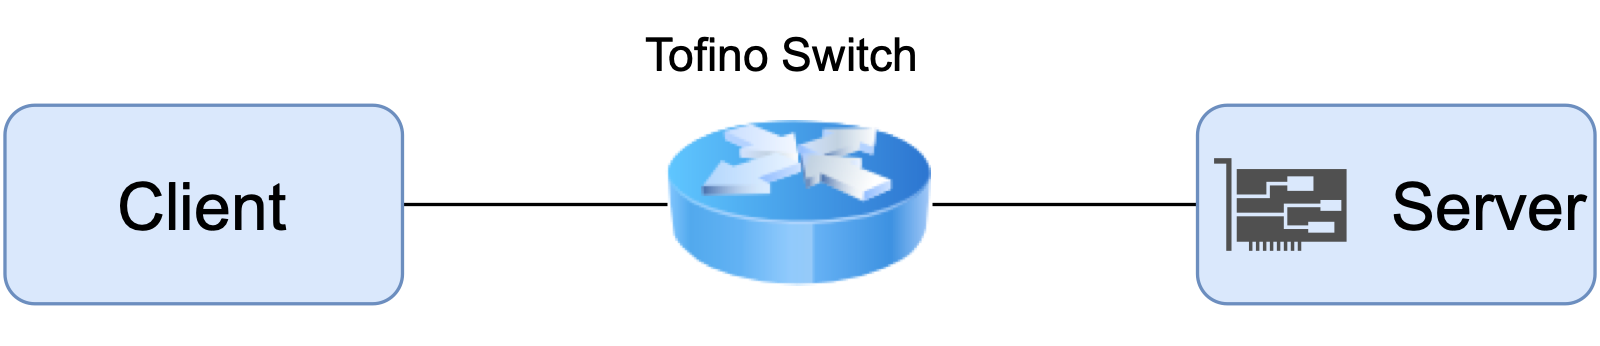 Tofino Switch
Client
Server